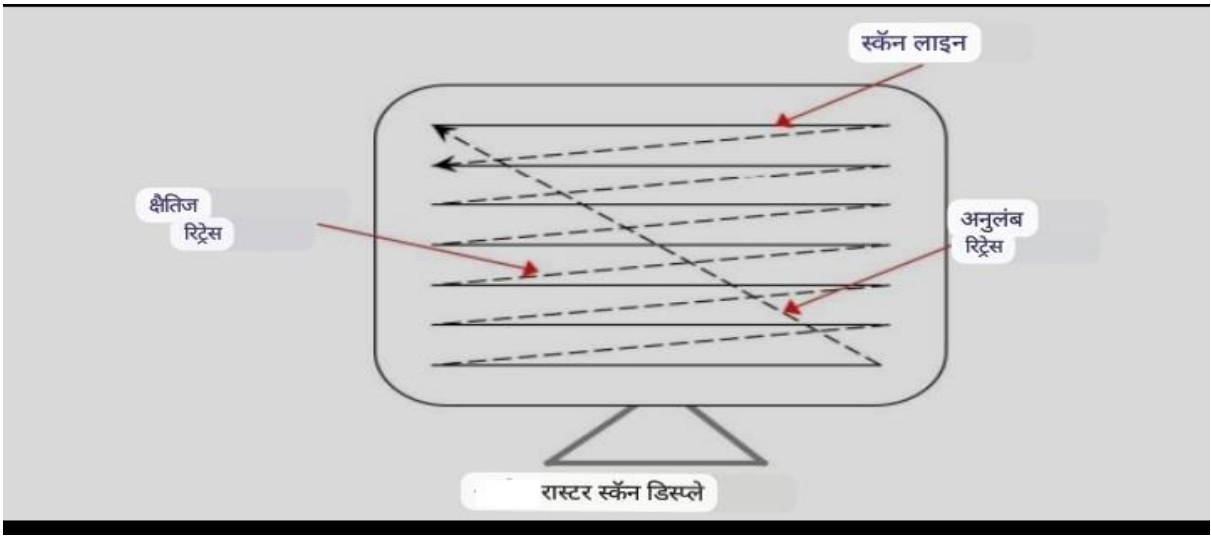 स्कॅन लाइन
क्षैतिज
रिट्रेस
अनुलंब
रिट्रेस
रास्टर स्कॅन डिस्प्ले